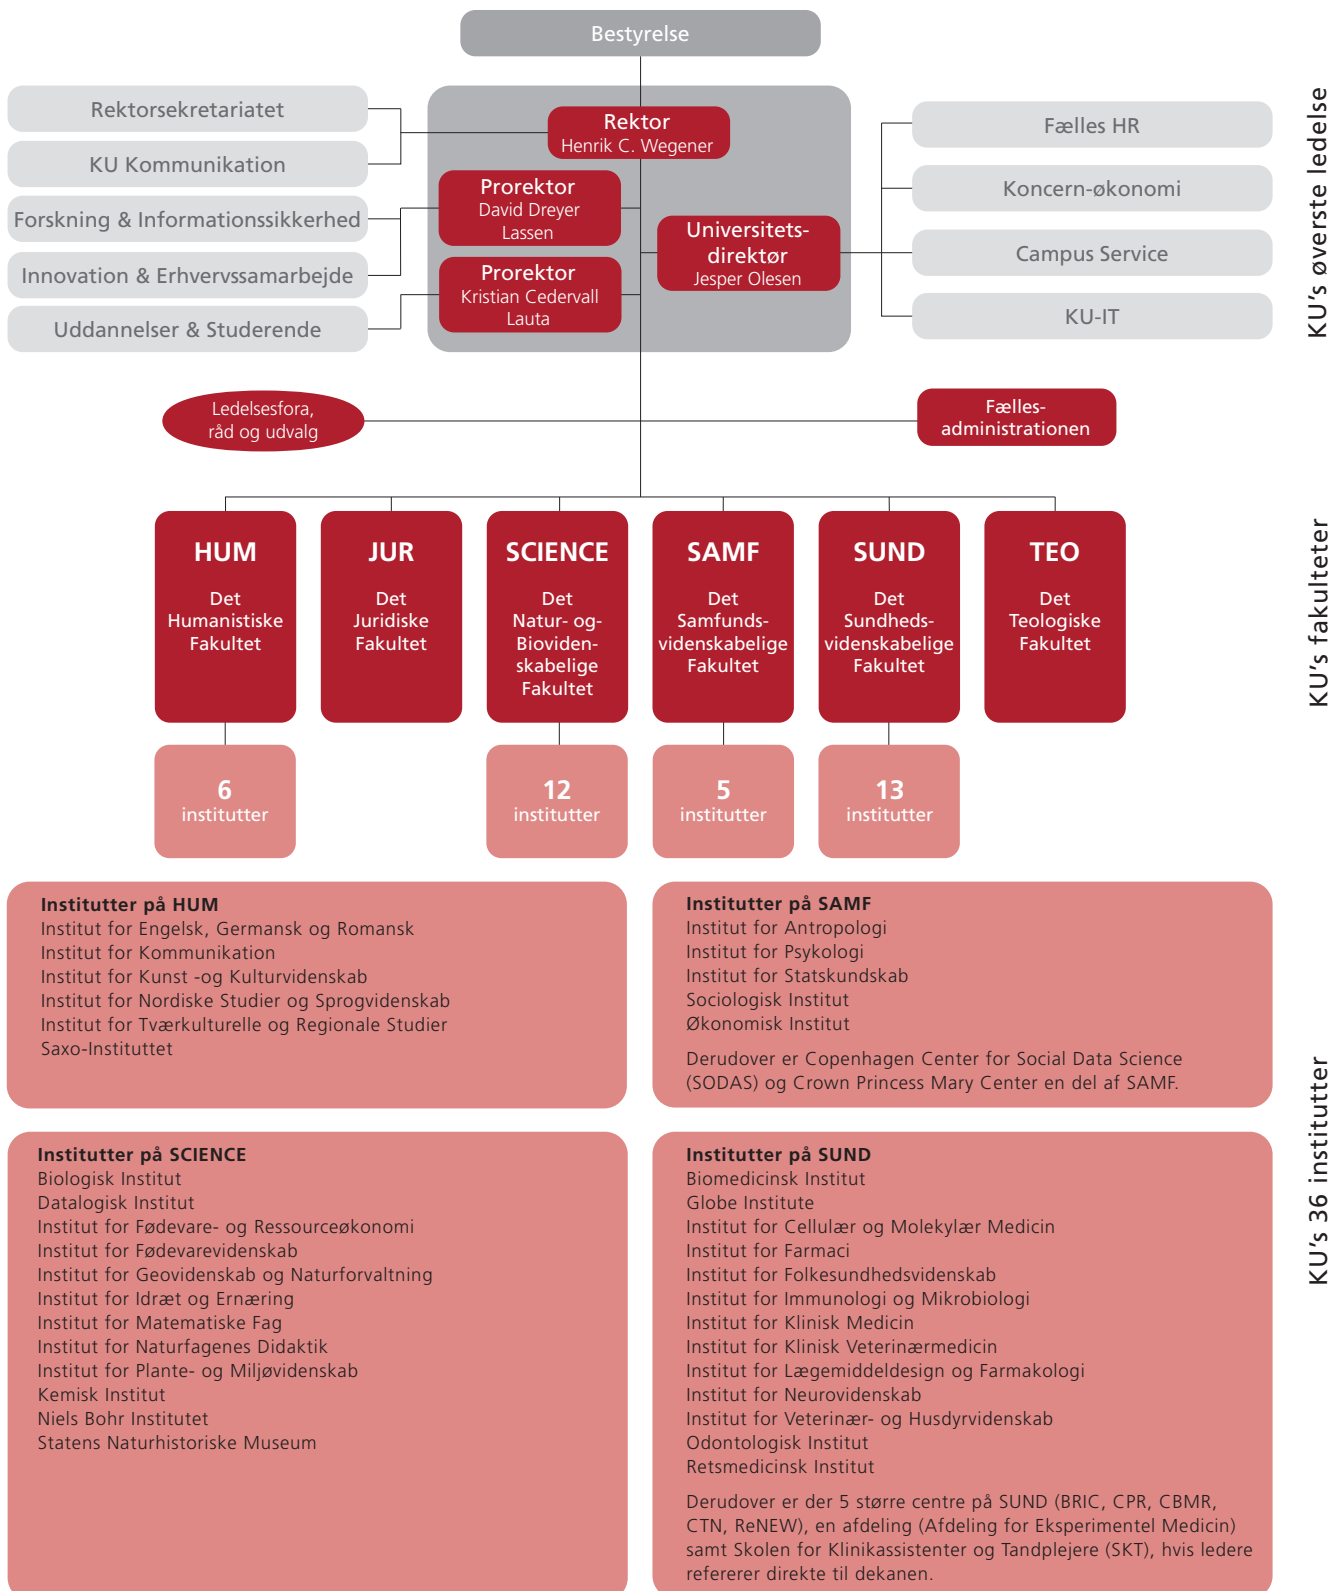 Bestyrelse
Rektorsekretariatet
KU Kommunikation
Forskning & Informationssikkerhed
Innovation & Erhvervssamarbejde
Uddannelser & Studerende
Rektor
Henrik C. Wegener
Prorektor
David Dreyer
Lassen
Prorektor
Kristian Cedervall
Lauta
Universitets-
direktør
Jesper Olesen
Fælles HR
Koncern-økonomi
Campus Service
KU-IT
KU's øverste ledelse
Ledelsesfora,
råd og udvalg
Fælles-
administrationen
HUM
Det
Humanistiske
Fakultet
JUR
Det
Juridiske
Fakultet
SCIENCE
Det
Natur- og-
Bioviden-
skabelige
Fakultet
SAMF
Det
Samfunds-
videnskabelige
Fakultet
SUND
Det
Sundheds-
videnskabelige
Fakultet
TEO
Det
Teologiske
Fakultet
KU's fakulteter
6
institutter
12
institutter
5
institutter
13
institutter
Institutter på HUM
Institut for Engelsk, Germansk og Romansk
Institut for Kommunikation
Institut for Kunst -og Kulturvidenskab
Institut for Nordiske Studier og Sprogvidenskab
Institut for Tværkulturelle og Regionale Studier
Saxo-Instituttet
Institutter på SAMF
Institut for Antropologi
Institut for Psykologi
Institut for Statskundskab
Sociologisk Institut
Økonomisk Institut
Derudover er Copenhagen Center for Social Data Science
(SODAS) og Crown Princess Mary Center en del af SAMF.
Institutter på SCIENCE
Biologisk Institut
Datalogisk Institut
Institut for Fødevare- og Ressourceøkonomi
Institut for Fødevarevidenskab
Institut for Geovidenskab og Naturforvaltning
Institut for Idræt og Ernæring
Institut for Matematiske Fag
Institut for Naturfagenes Didaktik
Institut for Plante- og Miljøvidenskab
Kemisk Institut
Niels Bohr Institutet
Statens Naturhistoriske Museum
Institutter på SUND
Biomedicinsk Institut
Globe Institute
Institut for Cellulær og Molekylær Medicin
Institut for Farmaci
Institut for Folkesundhedsvidenskab
Institut for Immunologi og Mikrobiologi
Institut for Klinisk Medicin
Institut for Klinisk Veterinærmedicin
Institut for Lægemiddeldesign og Farmakologi
Institut for Neurovidenskab
Institut for Veterinær- og Husdyrvidenskab
Odontologisk Institut
Retsmedicinsk Institut
Derudover er der 5 større centre på SUND (BRIC, CPR, CBMR,
CTN, ReNEW), en afdeling (Afdeling for Eksperimentel Medicin)
samt Skolen for Klinikassistenter og Tandplejere (SKT), hvis ledere
refererer direkte til dekanen.
KU's 36 institutter